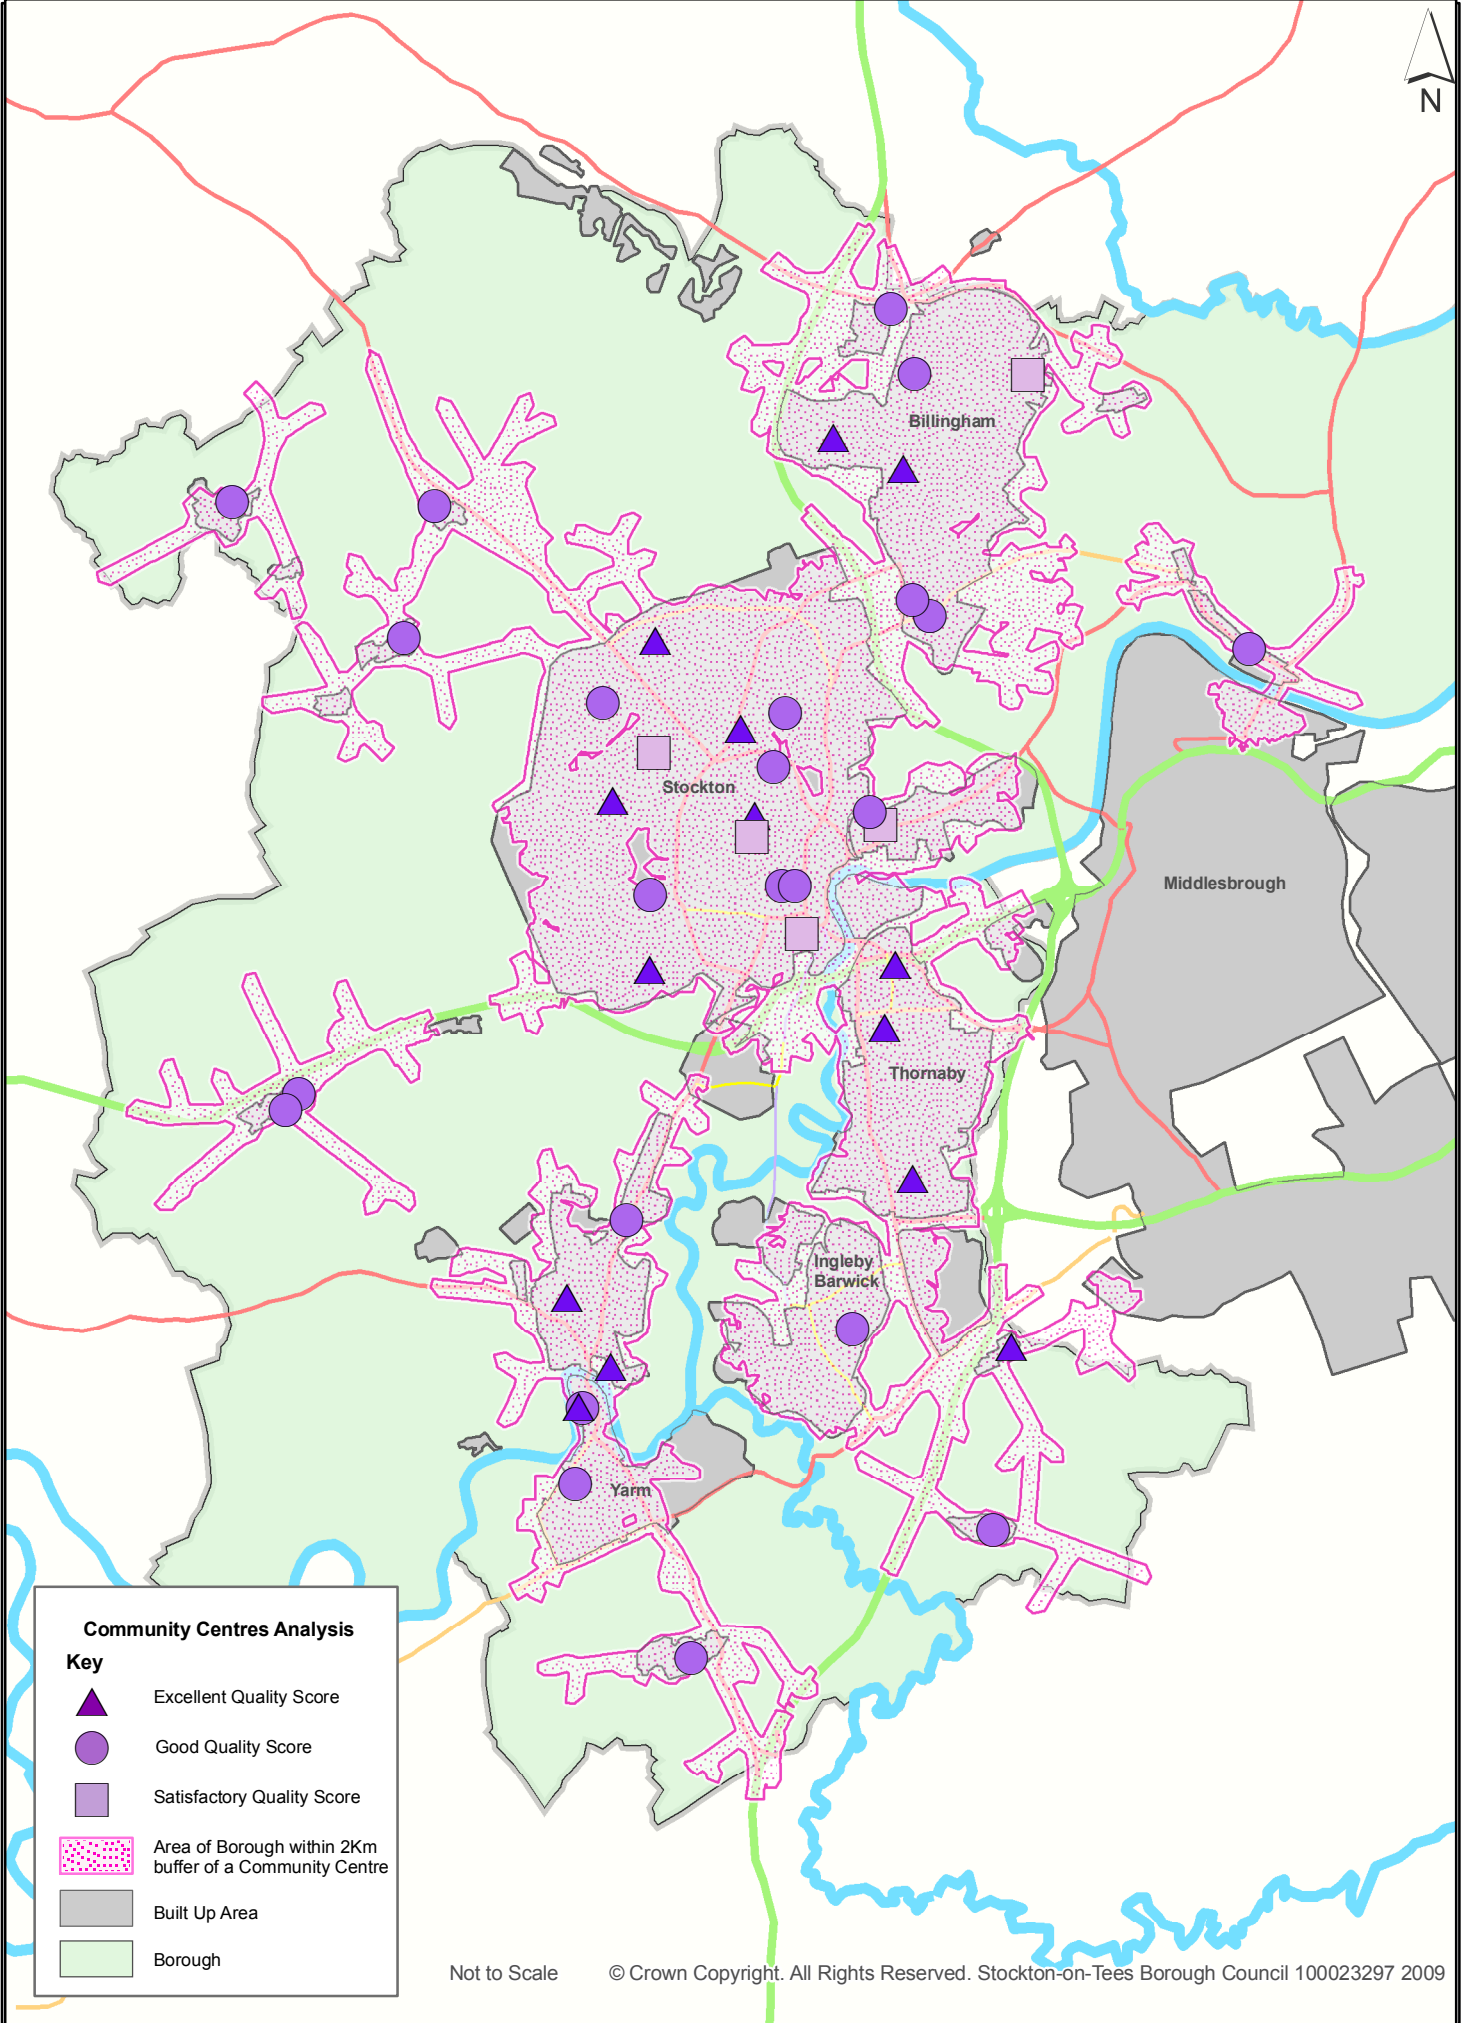 N
Billingham
Stockton
Middlesbrough
Thornaby
Ingleby
Barwick
Yarm
Community Centres Analysis
Key
Excellent Quality Score
Good Quality Score
Satisfactory Quality Score
Area of Borough within 2Km
buffer of a Community Centre
Built Up Area
Borough
Not to Scale © Crown Copyright. All Rights Reserved. Stockton-on-Tees Borough Council 100023297 2009